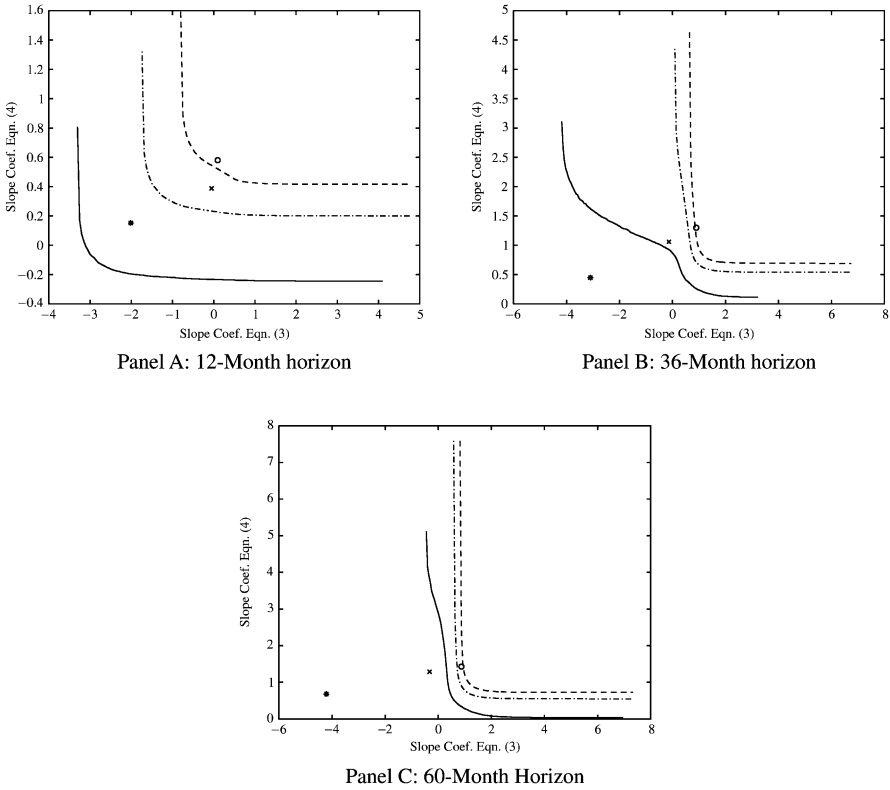 1.6
1.4
1.2
1
0.8
0.6
0.4
0.2
0
−0.2
−0.4
Slope Coef. Eqn. (4)
−4 −3 −2 −1 0 1 2 3 4 5
Slope Coef. Eqn. (3)
Panel A: 12-Month horizon
5
4.5
4
3.5
3
2.5
2
1.5
1
0.5
0
Slope Coef. Eqn. (4)
−6 −4 −2 0 2 4 6 8
Slope Coef. Eqn. (3)
Panel B: 36-Month horizon
8
7
6
5
4
3
2
1
0
Slope Coef. Eqn. (4)
−6 −4 −2 0 2 4 6 8
Slope Coef. Eqn. (3)
Panel C: 60-Month Horizon